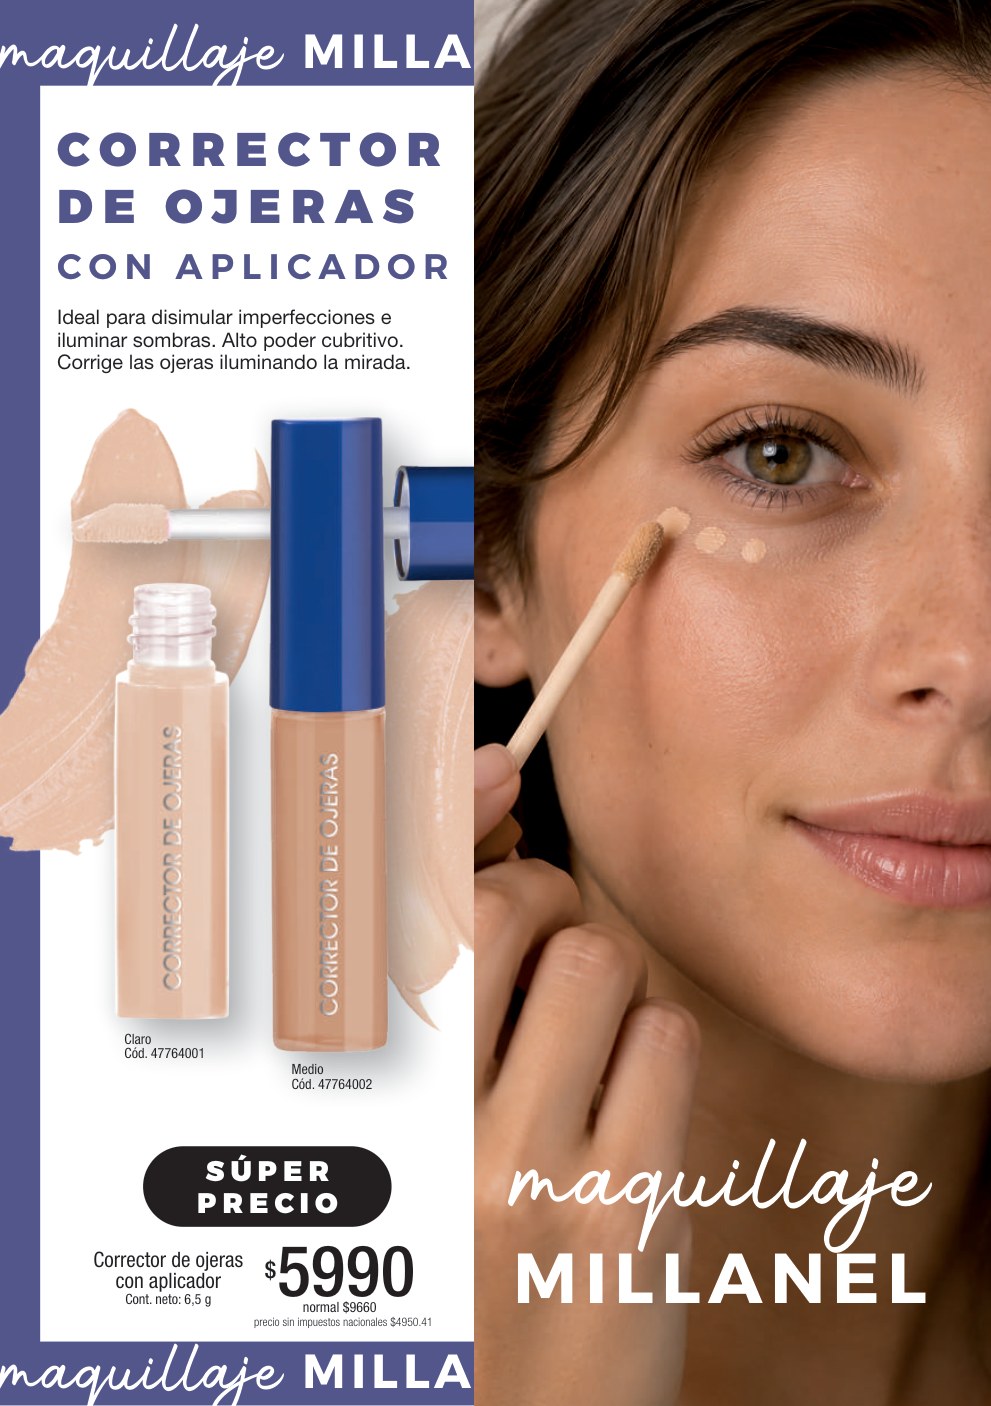 maquillaje MILLA
CORRECTOR
DE OJERAS
CON APLICADOR
Ideal para disimular imperfecciones e
iluminar sombras. Alto poder cubritivo.
Corrige las ojeras iluminando la mirada.
CORRECTOR DE OJERAS
CORRECTOR DE OJERAS
Claro
Cód. 47764001
Medio
Cód. 47764002
SÚPER
PRECIO
Corrector de ojeras
con aplicador
Cont. neto: 6,5 g
$5990
normal $9660
precio sin impuestos nacionales $4950.41
maquillaje MILLA
maquillaje
MILLANEL